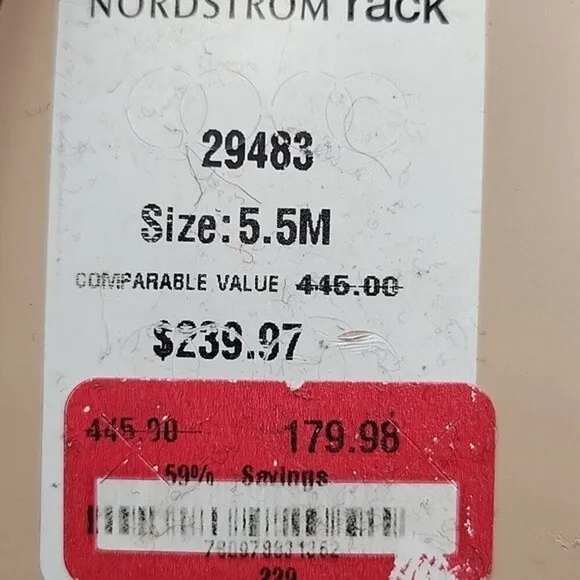 NORDSTROM rack
29483
Size: 5.5M
COMPARABLE VALUE 445.00
$239.97
445.00 179.98
59% Savings